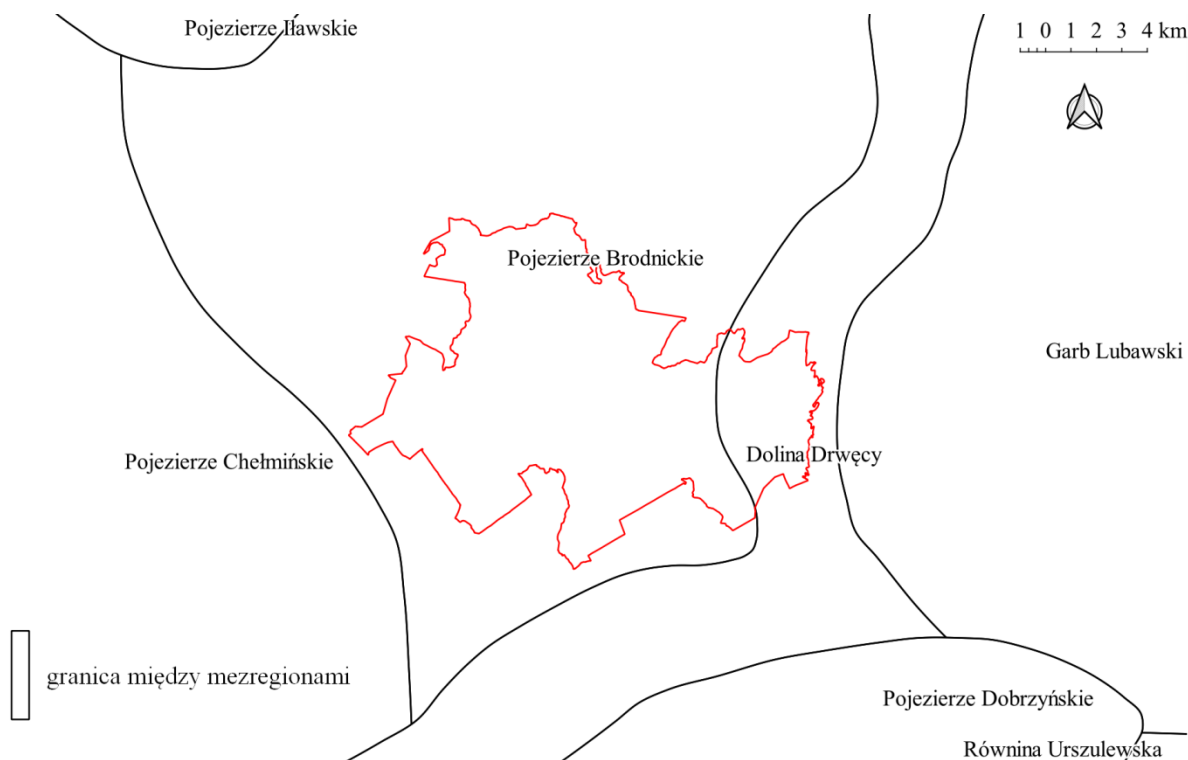 Pojezierze Iławskie
1 0 1 2 3 4 km
Pojezierze Brodnickie
Garb Lubawski
Pojezierze Chełmińskie
Dolina Drwęcy
granica między mezregionami
Pojezierze Dobrzyńskie
Równina Urszulewska